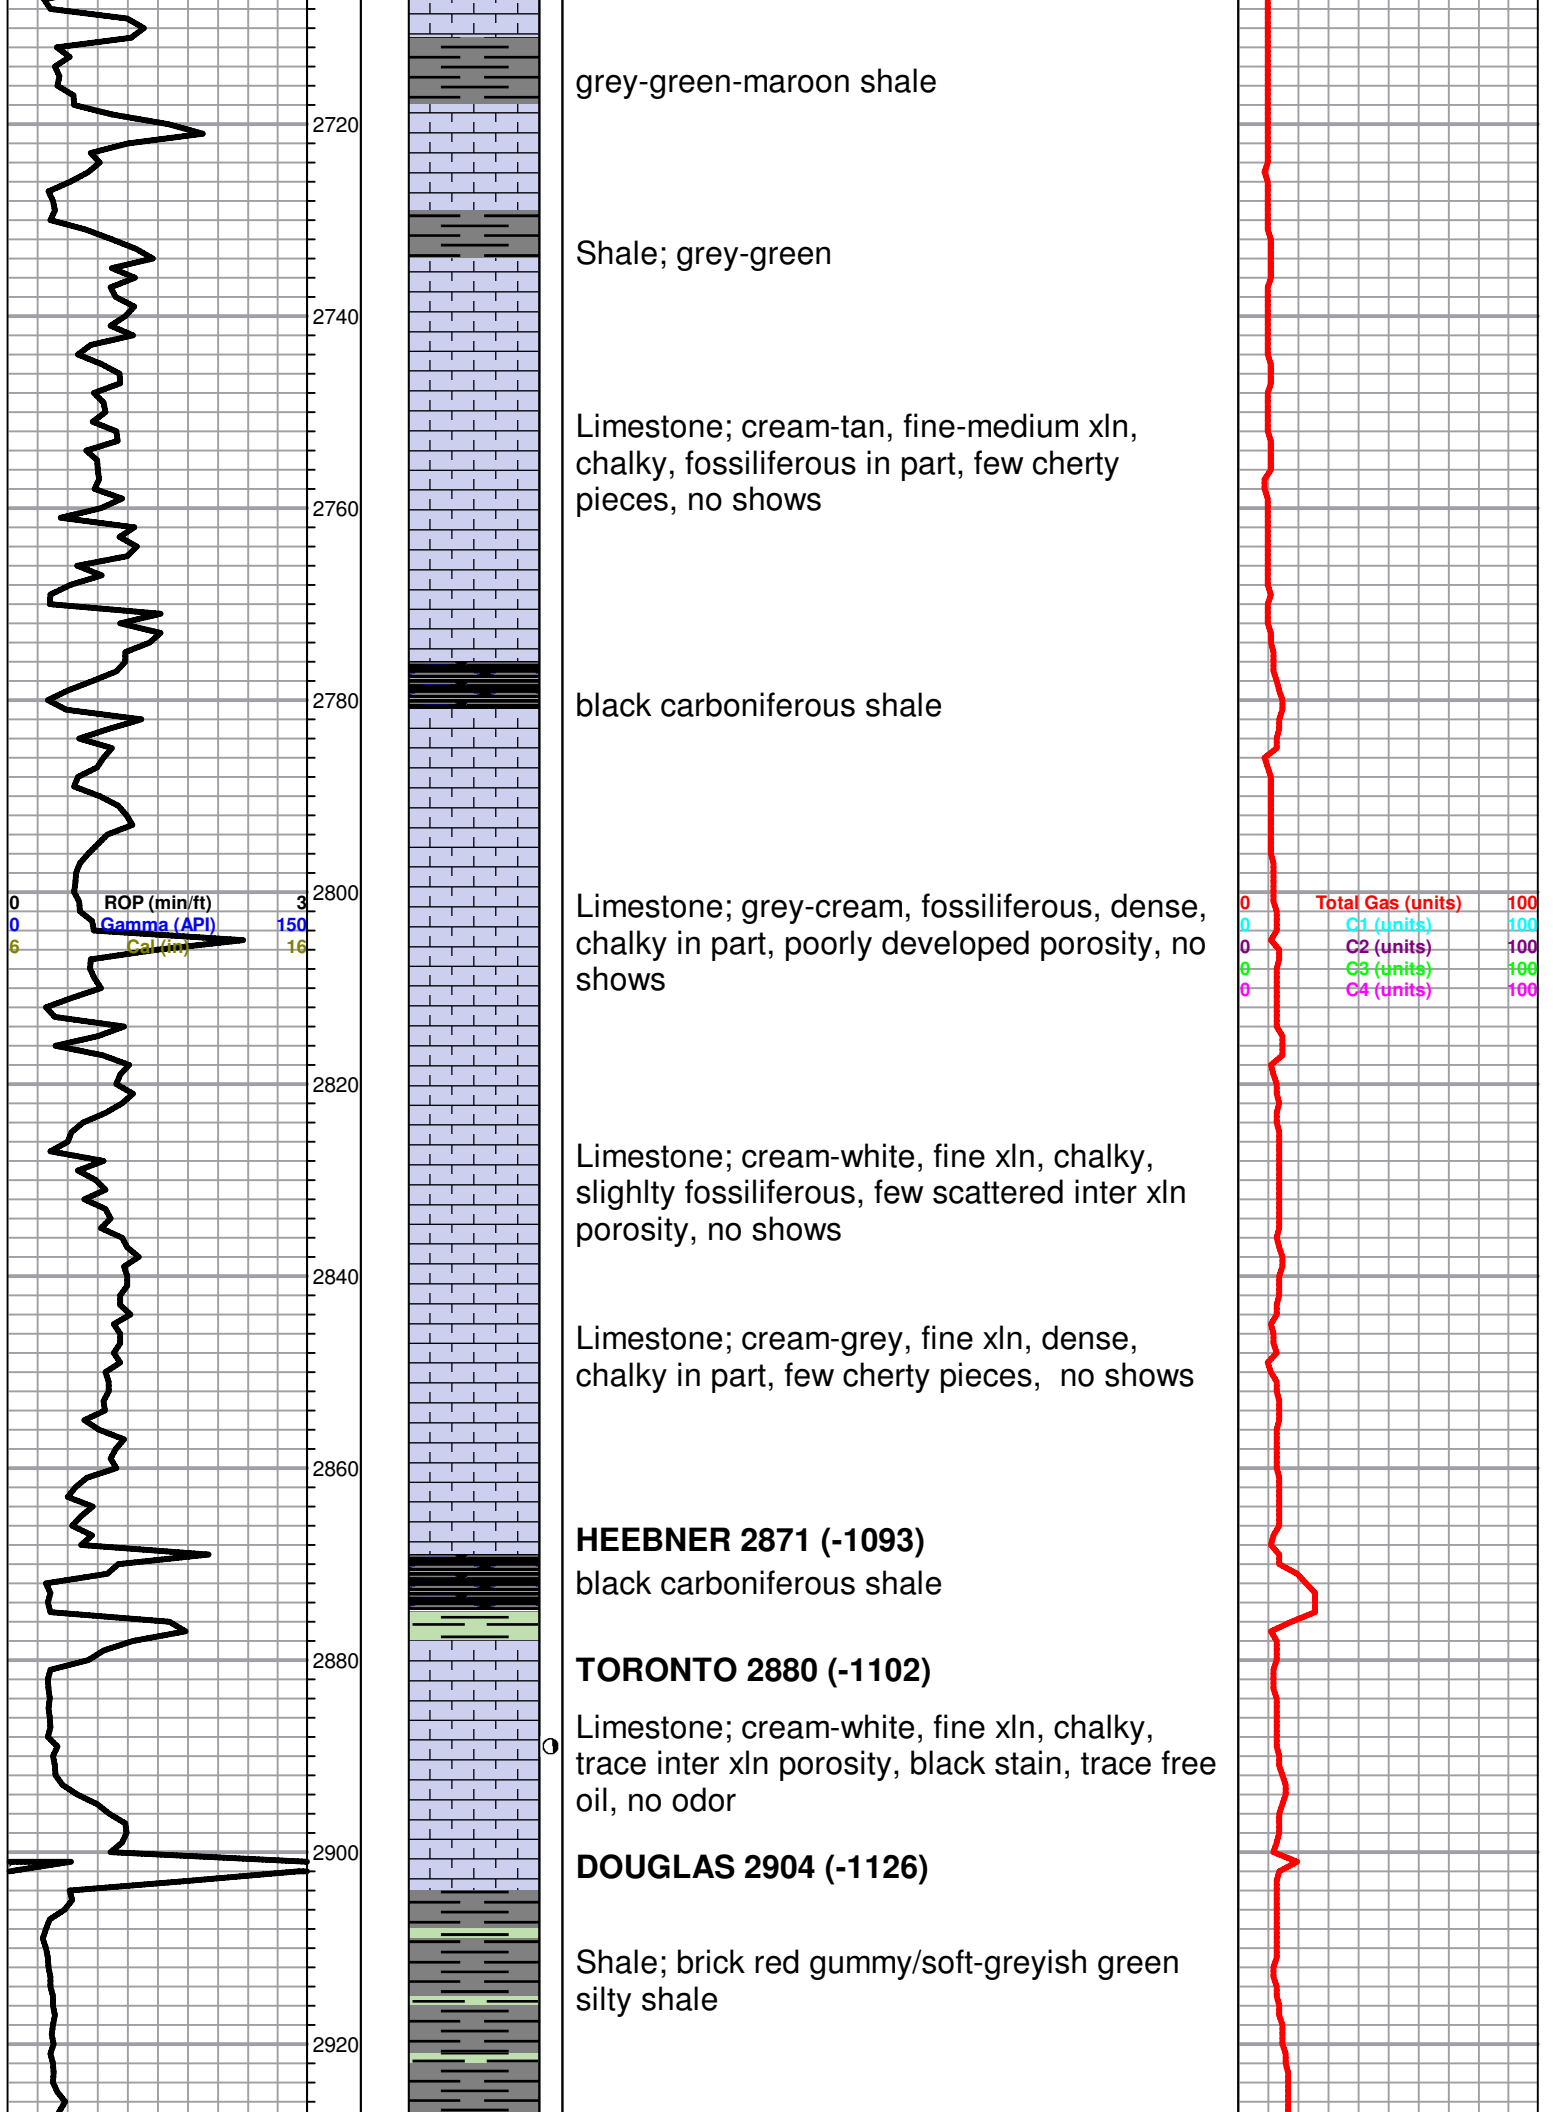 grey-green-maroon shale
2720
Shale; grey-green
2740
Limestone; cream-tan, fine-medium xln,
chalky, fossiliferous in part, few cherty
pieces, no shows
2760
2780
black carboniferous shale
2800
0 ROP (min/ft) 3
0 Gamma (API) 150
6 Cal (in) 16
Limestone; grey-cream, fossiliferous, dense,
chalky in part, poorly developed porosity, no
shows
0 Total Gas (units) 100
0 C1 (units) 100
0 C2 (units) 100
0 C3 (units) 100
0 C4 (units) 100
2820
Limestone; cream-white, fine xln, chalky,
slighlty fossiliferous, few scattered inter xln
porosity, no shows
2840
Limestone; cream-grey, fine xln, dense,
chalky in part, few cherty pieces,  no shows
2860
HEEBNER 2871 (-1093)
black carboniferous shale
2880
TORONTO 2880 (-1102)
Limestone; cream-white, fine xln, chalky,
trace inter xln porosity, black stain, trace free
oil, no odor
2900
DOUGLAS 2904 (-1126)
Shale; brick red gummy/soft-greyish green
silty shale
2920